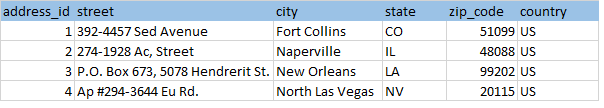 address_id street city state zip_code country
1 392-4457 Sed Avenue Fort Collins CO 51099 US
2 274-1928 Ac, Street Naperville IL 48088 US
3 P.O. Box 673, 5078 Hendrerit St. New Orleans LA 99202 US
4 Ap #294-3644 Eu Rd. North Las Vegas NV 20115 US